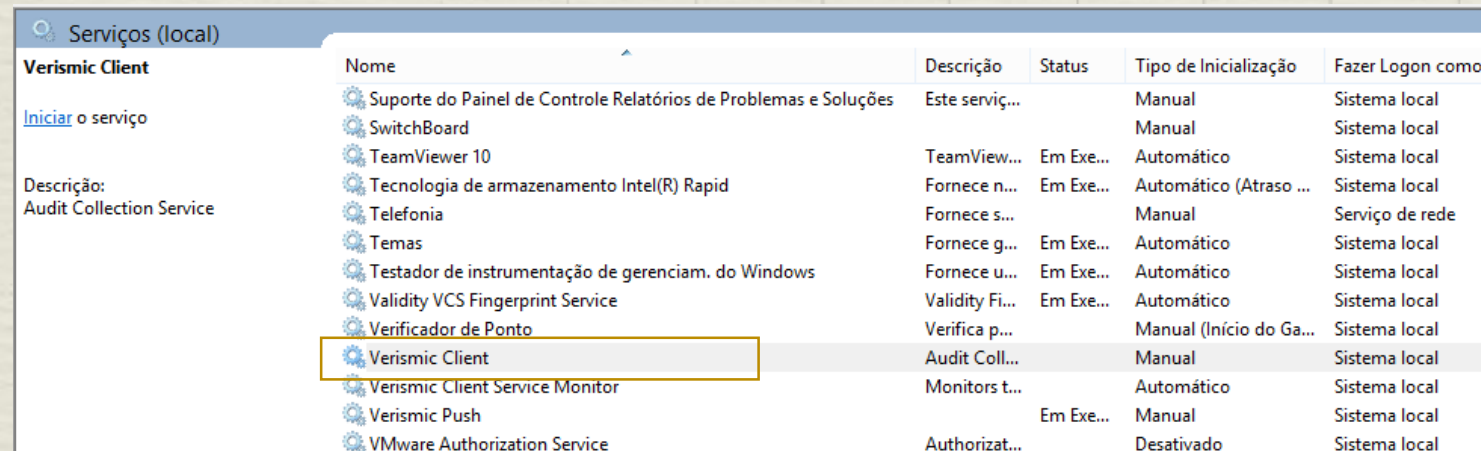 Serviços (local)
Verismic Client
Iniciar o serviço
Descrição:
Audit Collection Service
Nome Descrição Status Tipo de Inicialização Fazer Logon como
Suporte do Painel de Controle Relatórios de Problemas e Soluções Este serviç... Manual Sistema local
SwitchBoard Manual Sistema local
TeamViewer 10 TeamView... Em Exe... Automático Sistema local
Tecnologia de armazenamento Intel(R) Rapid Fornece n... Em Exe... Automático (Atraso ... Sistema local
Telefonia Fornece s... Manual Serviço de rede
Temas Fornece g... Em Exe... Automático Sistema local
Testador de instrumentação de gerenciam. do Windows Fornece u... Em Exe... Automático Sistema local
Validity VCS Fingerprint Service Validity Fi... Em Exe... Automático Sistema local
Verificador de Ponto Verifica p... Manual (Início do Ga... Sistema local
Verismic Client Audit Coll... Manual Sistema local
Verismic Client Service Monitor Monitors t... Automático Sistema local
Verismic Push Em Exe... Manual Sistema local
VMware Authorization Service Authorizat... Desativado Sistema local